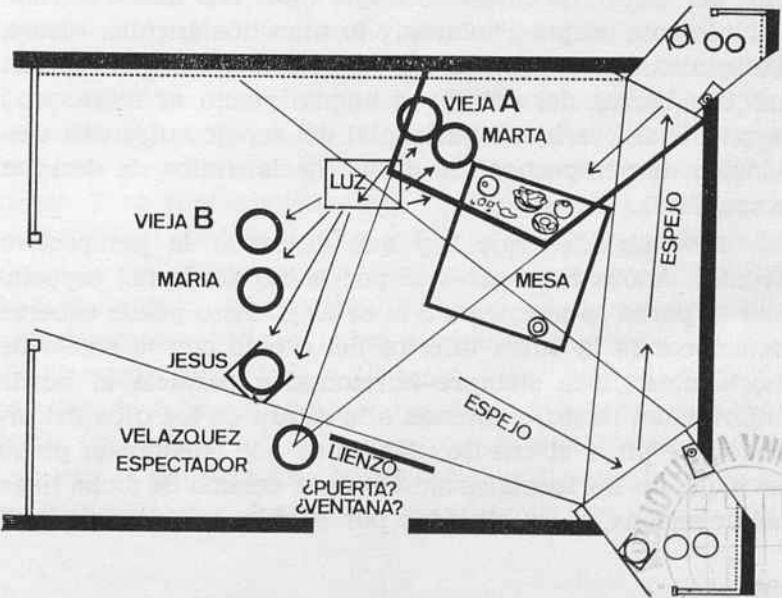 VIEJA A
MARTA
LUZ
VIEJA B
MARIA
ESPEJO
MESA
JESUS
ESPEJO
VELAZQUEZ
ESPECTADOR
LIENZO
¿PUERTA?
¿VENTANA?